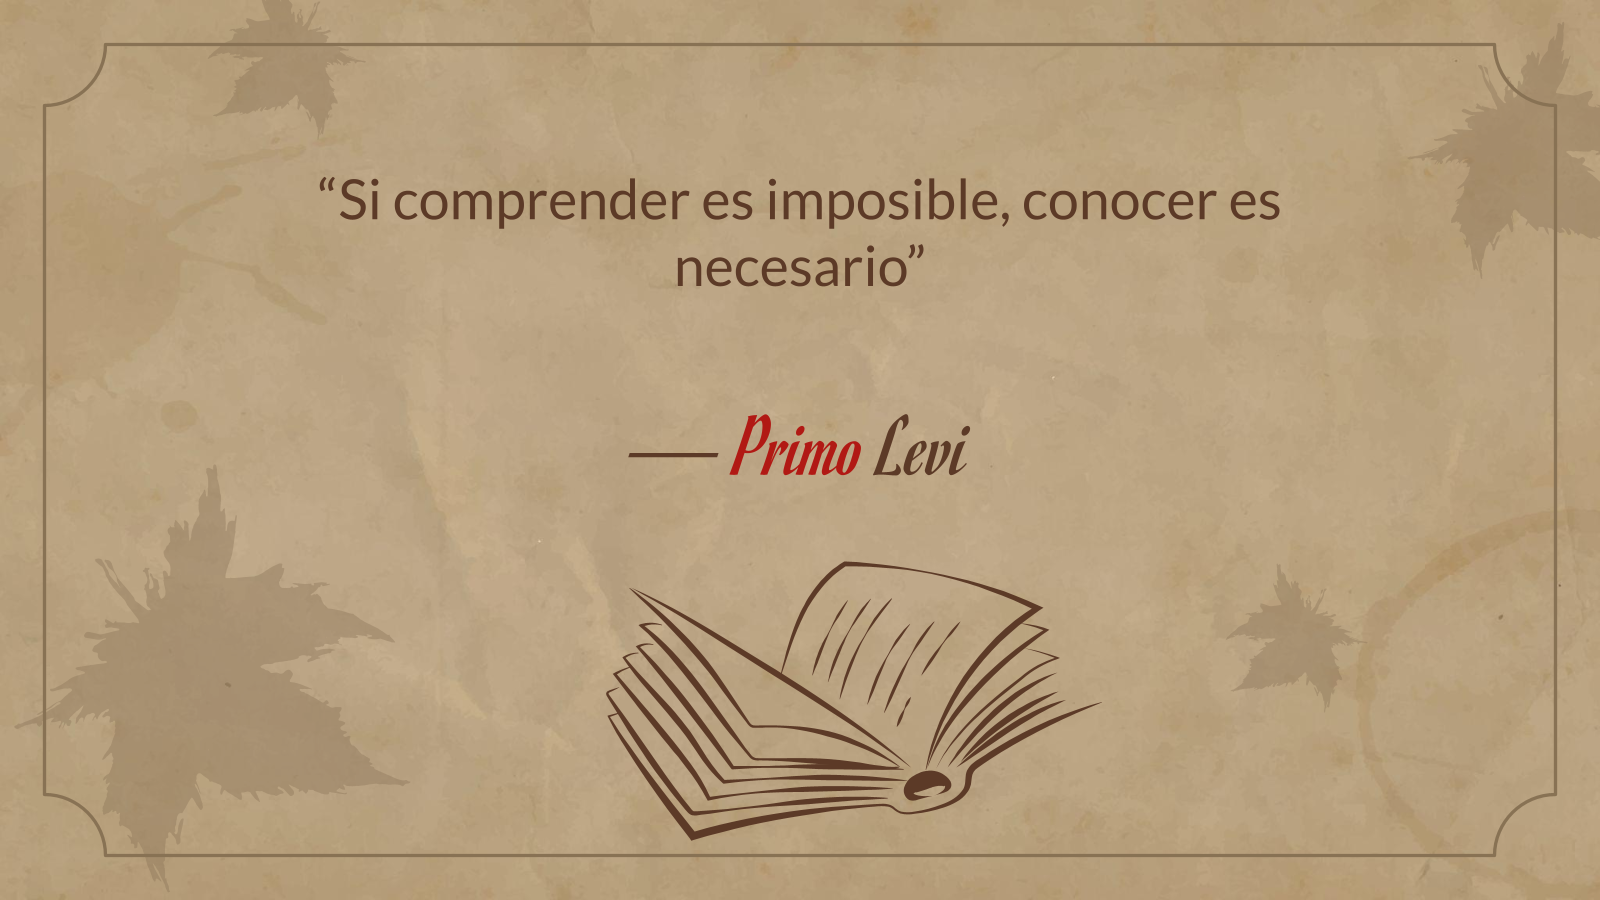 “Si comprender es imposible, conocer es
necesario”
— Primo Levi